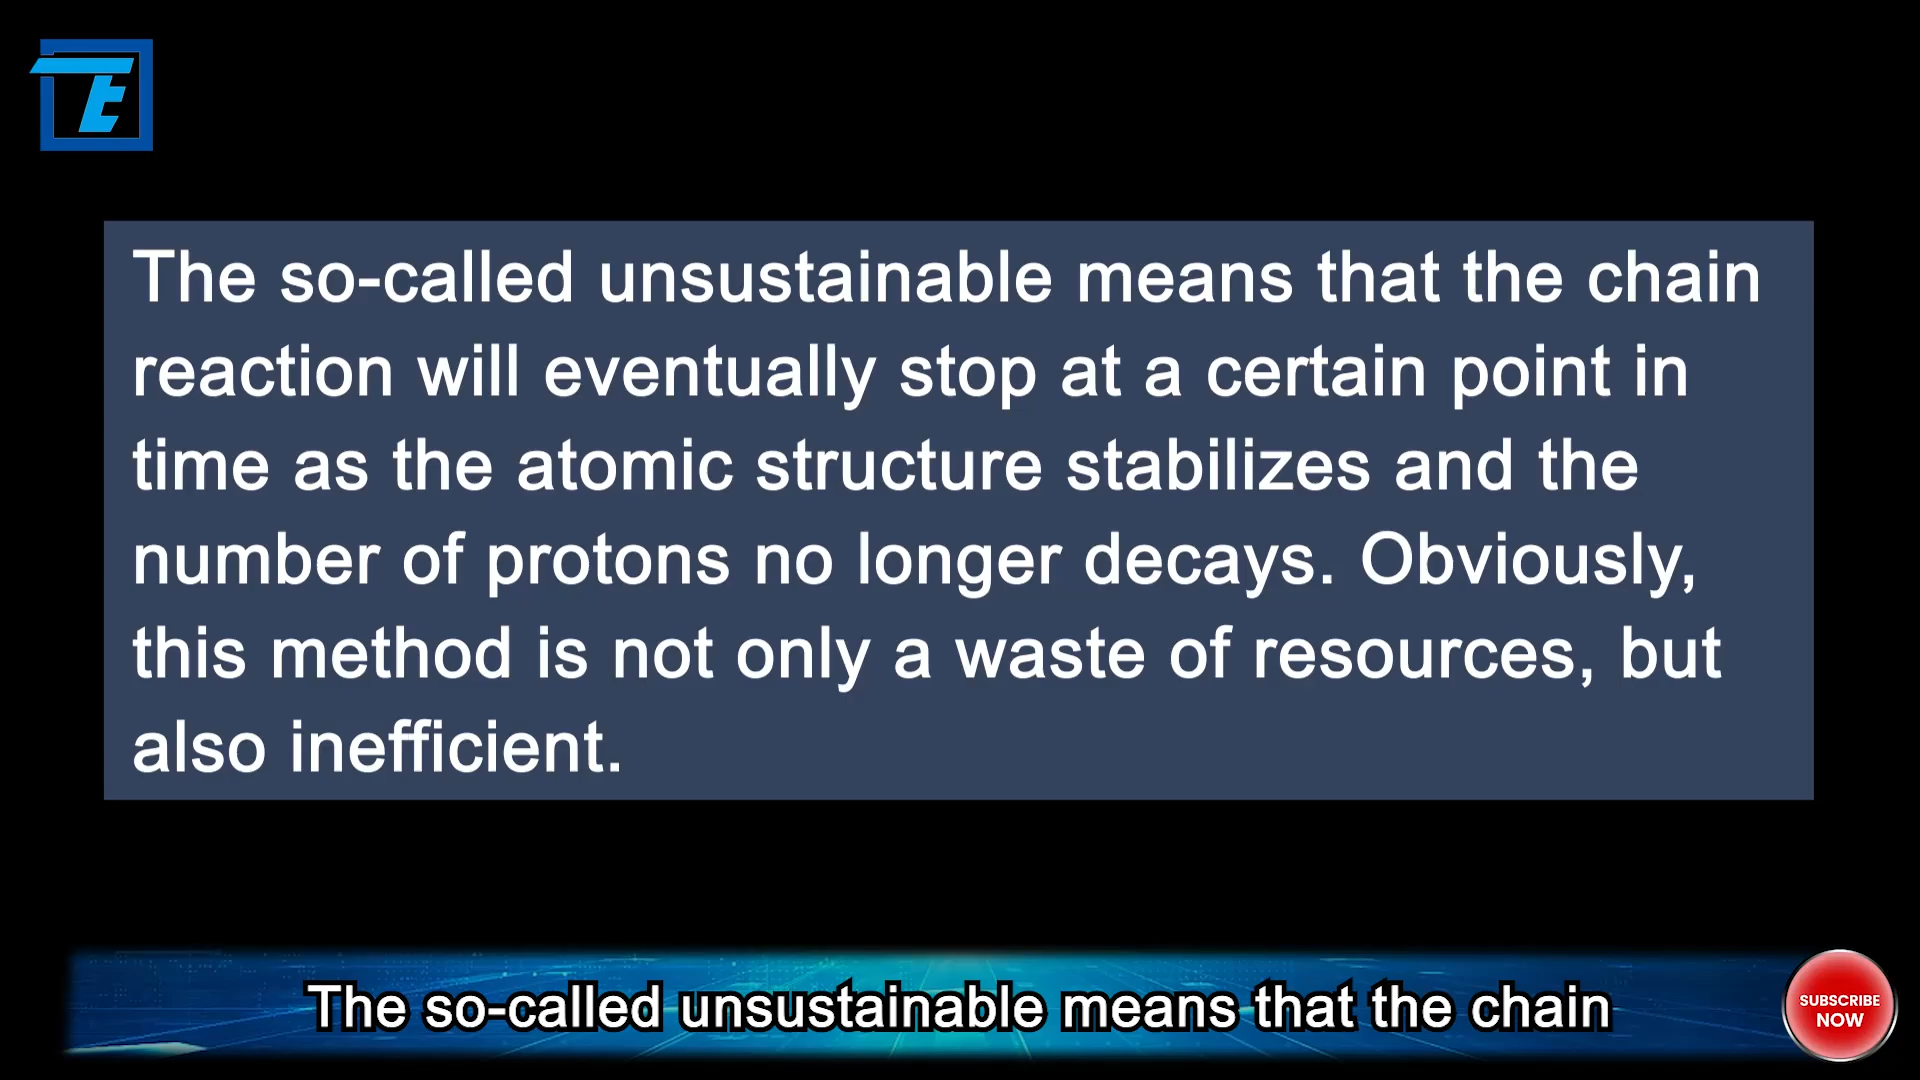 TE
The so-called unsustainable means that the chain
reaction will eventually stop at a certain point in
time as the atomic structure stabilizes and the
number of protons no longer decays. Obviously,
this method is not only a waste of resources, but
also inefficient.
The so-called unsustainable means that the chain
SUBSCRIBE
NOW